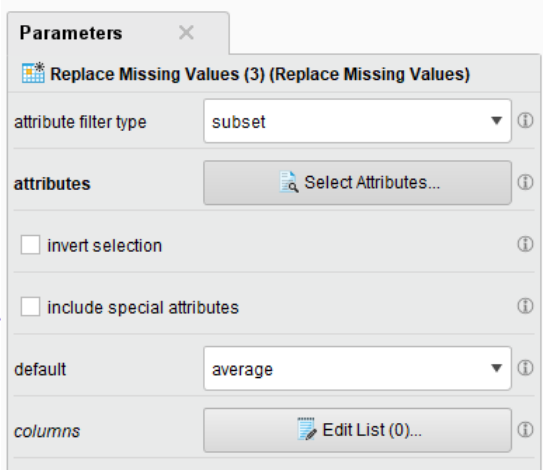 Parameters
Replace Missing Values (3) (Replace Missing Values)
attribute filter type subset
attributes Select Attributes...
invert selection
include special attributes
default average
columns Edit List (0)...